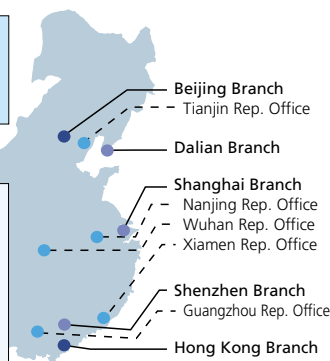 Beijing Branch
Tianjin Rep. Office
Dalian Branch
Shanghai Branch
Nanjing Rep. Office
Wuhan Rep. Office
Xiamen Rep. Office
Shenzhen Branch
Guangzhou Rep. Office
Hong Kong Branch